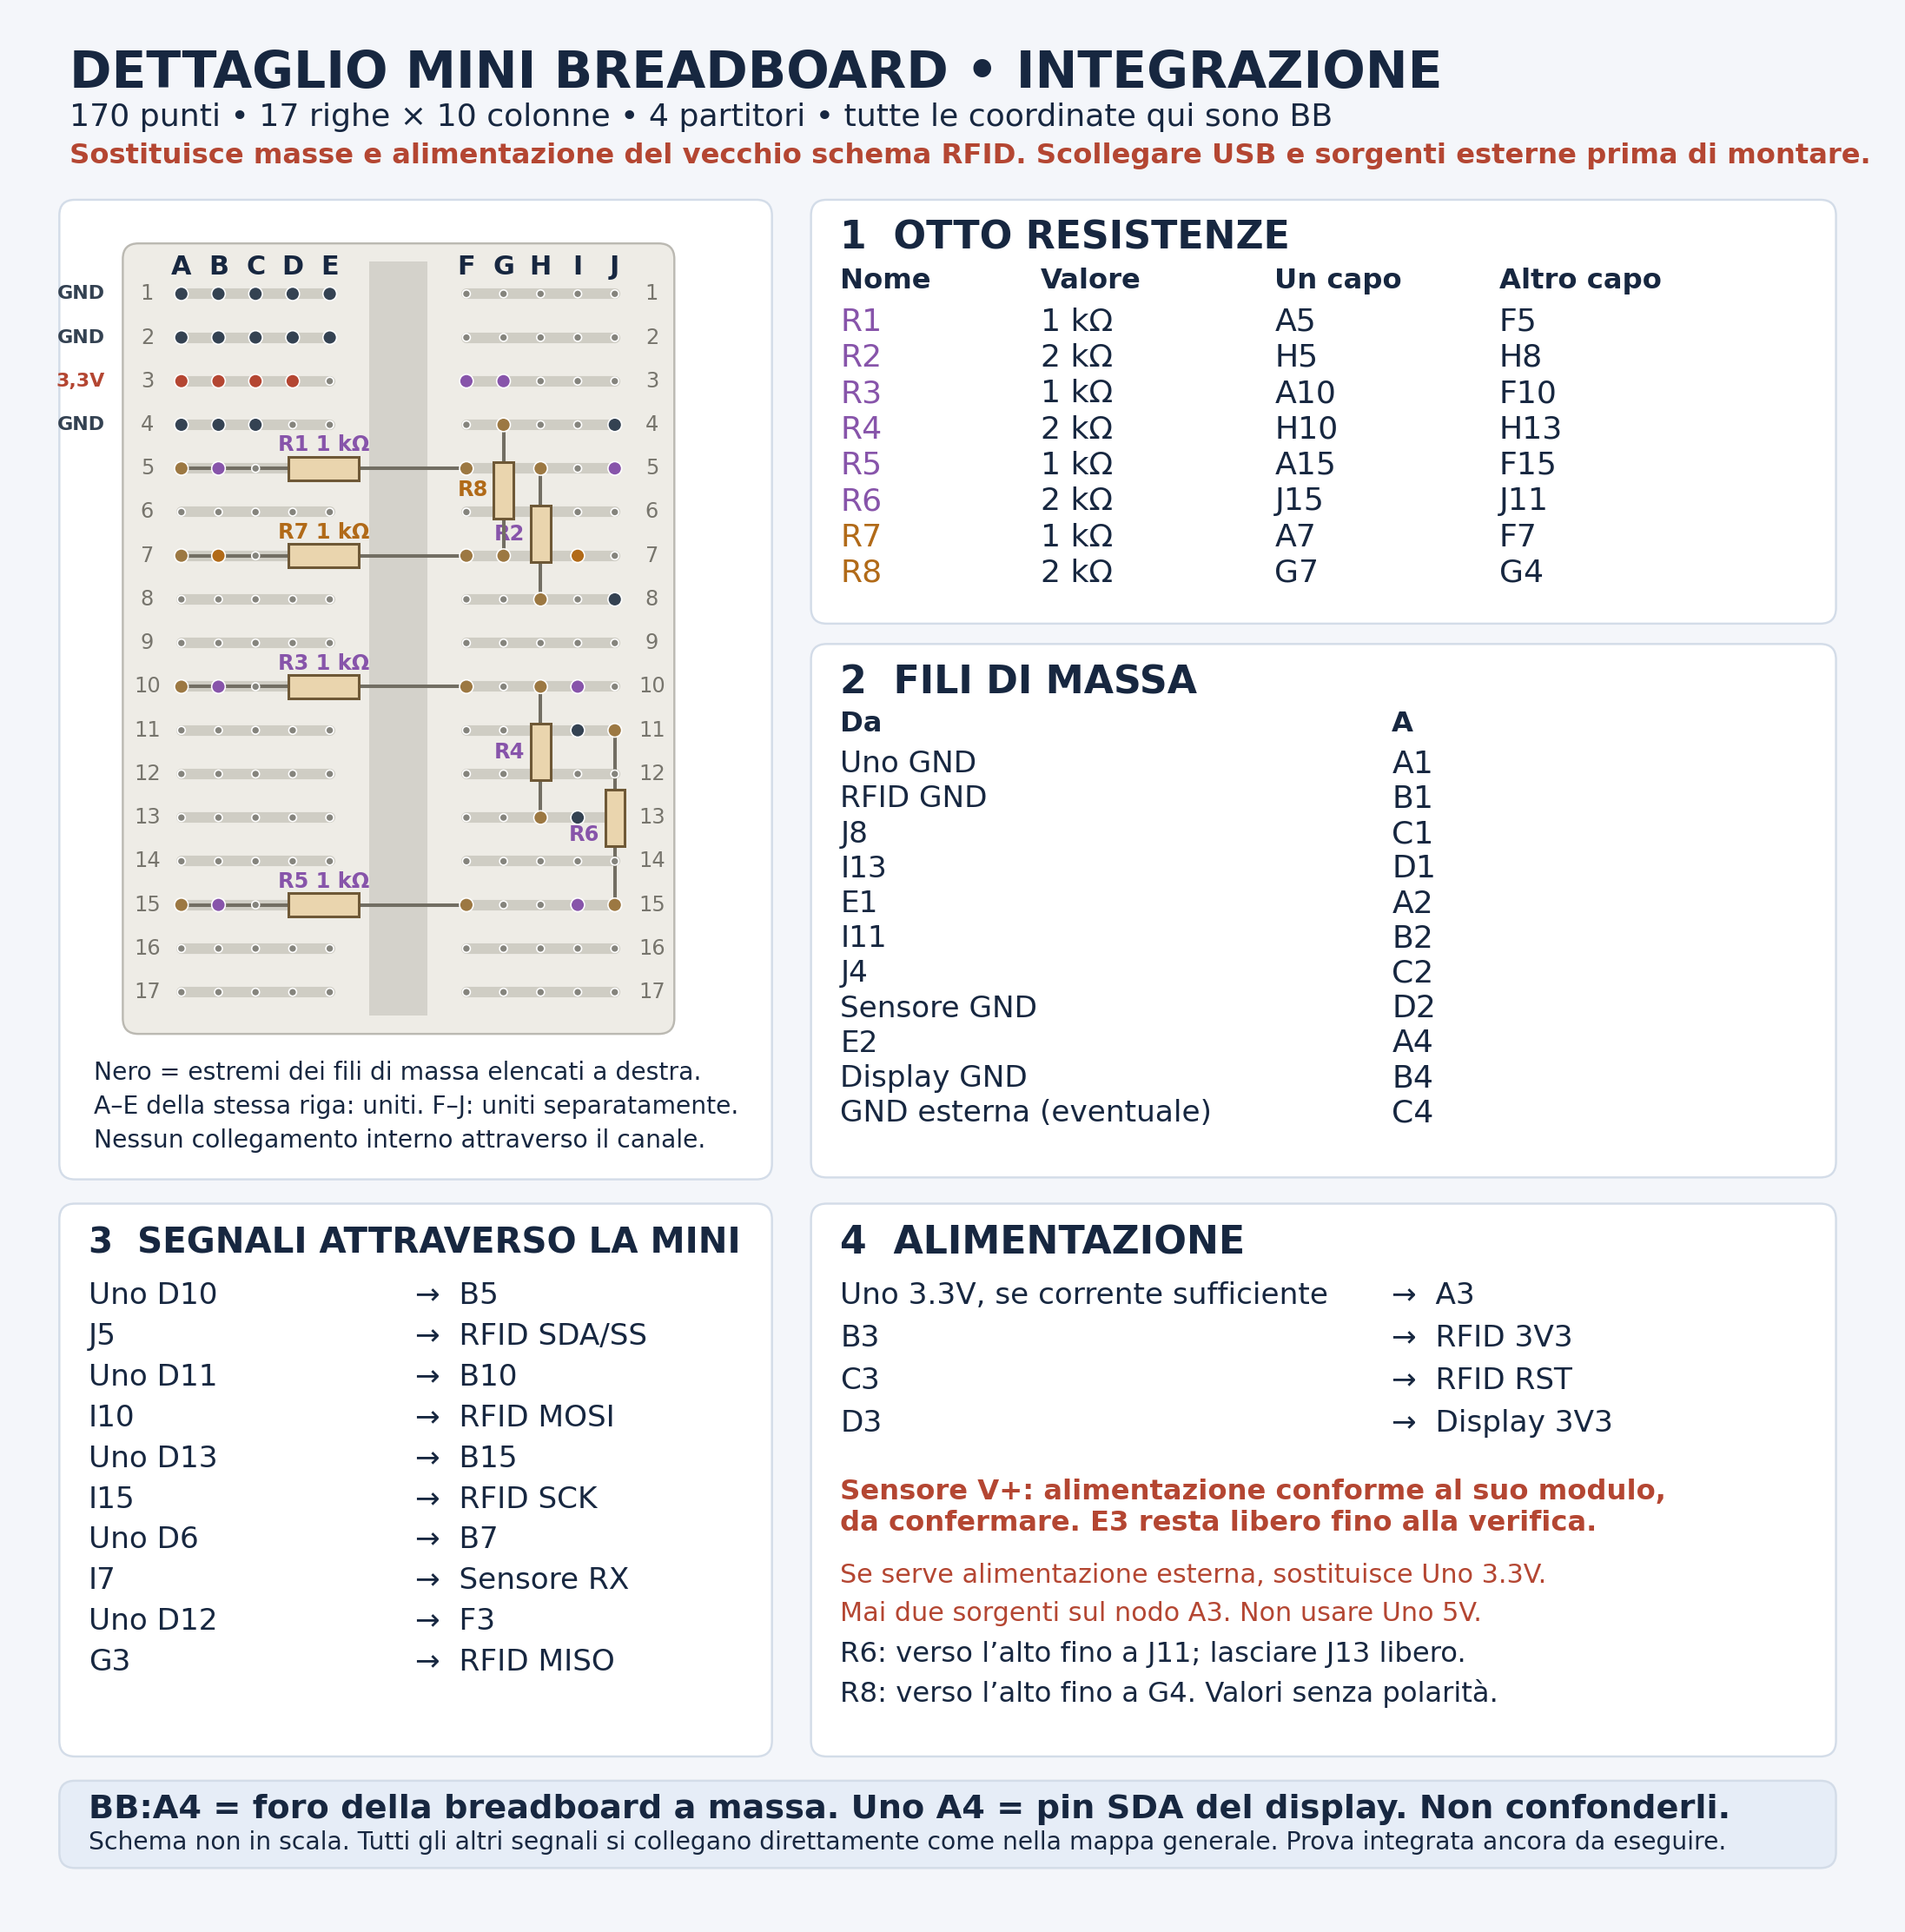 DETTAGLIO MINI BREADBOARD • INTEGRAZIONE
170 punti • 17 righe × 10 colonne • 4 partitori • tutte le coordinate qui sono BB
Sostituisce masse e alimentazione del vecchio schema RFID. Scollegare USB e sorgenti esterne prima di montare.
A B C D E F G H I J
GND 1 1
GND 2 2
3,3V 3 3
GND 4 4
R1 1 kΩ
5 5
R8
6 6
R7 1 kΩ R2
7 7
8 8
9 9
R3 1 kΩ
10 10
11 11
R4
12 12
13 13
R6
14 14
R5 1 kΩ
15 15
16 16
17 17
Nero = estremi dei fili di massa elencati a destra.
A–E della stessa riga: uniti. F–J: uniti separatamente.
Nessun collegamento interno attraverso il canale.
1 OTTO RESISTENZE
Nome Valore Un capo Altro capo
R1 1 kΩ A5 F5
R2 2 kΩ H5 H8
R3 1 kΩ A10 F10
R4 2 kΩ H10 H13
R5 1 kΩ A15 F15
R6 2 kΩ J15 J11
R7 1 kΩ A7 F7
R8 2 kΩ G7 G4
2 FILI DI MASSA
Da A
Uno GND A1
RFID GND B1
J8 C1
I13 D1
E1 A2
I11 B2
J4 C2
Sensore GND D2
E2 A4
Display GND B4
GND esterna (eventuale) C4
3 SEGNALI ATTRAVERSO LA MINI
Uno D10 → B5
J5 → RFID SDA/SS
Uno D11 → B10
I10 → RFID MOSI
Uno D13 → B15
I15 → RFID SCK
Uno D6 → B7
I7 → Sensore RX
Uno D12 → F3
G3 → RFID MISO
4 ALIMENTAZIONE
Uno 3.3V, se corrente sufficiente → A3
B3 → RFID 3V3
C3 → RFID RST
D3 → Display 3V3
Sensore V+: alimentazione conforme al suo modulo,
da confermare. E3 resta libero fino alla verifica.
Se serve alimentazione esterna, sostituisce Uno 3.3V.
Mai due sorgenti sul nodo A3. Non usare Uno 5V.
R6: verso l’alto fino a J11; lasciare J13 libero.
R8: verso l’alto fino a G4. Valori senza polarità.
BB:A4 = foro della breadboard a massa. Uno A4 = pin SDA del display. Non confonderli.
Schema non in scala. Tutti gli altri segnali si collegano direttamente come nella mappa generale. Prova integrata ancora da eseguire.